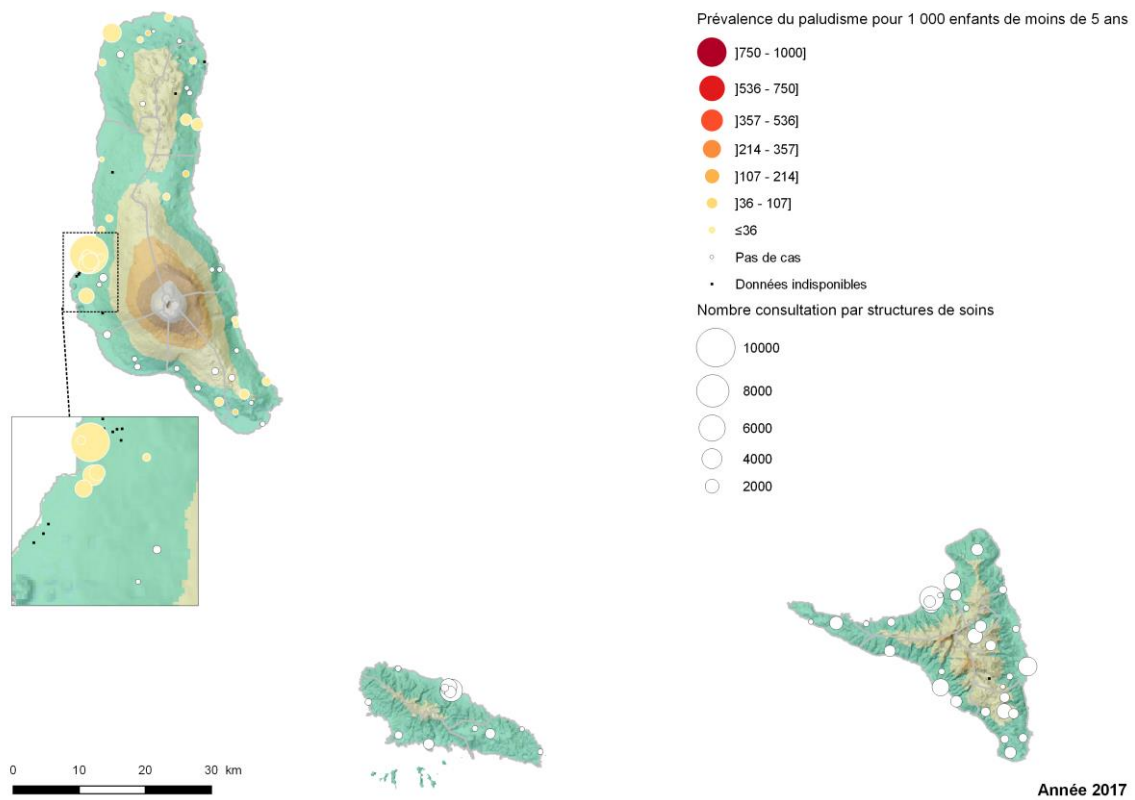 Prévalence du paludisme pour 1 000 enfants de moins de 5 ans
]750 - 1000]
]536 - 750]
]357 - 536]
]214 - 357]
]107 - 214]
]36 - 107]
≤36
Pas de cas
Données indisponibles
Nombre consultation par structures de soins
10000
8000
6000
4000
2000
0 10 20 30 km
Année 2017